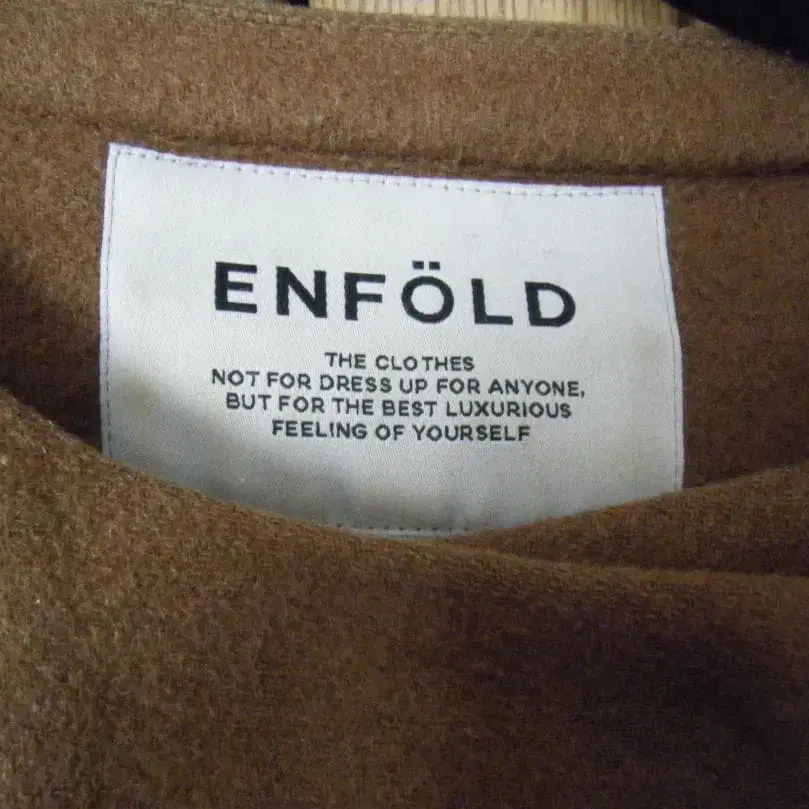 ENFÖLD
THE CLOTHES
NOT FOR DRESS UP FOR ANYONE,
BUT FOR THE BEST LUXURIOUS
FEELING OF YOURSELF